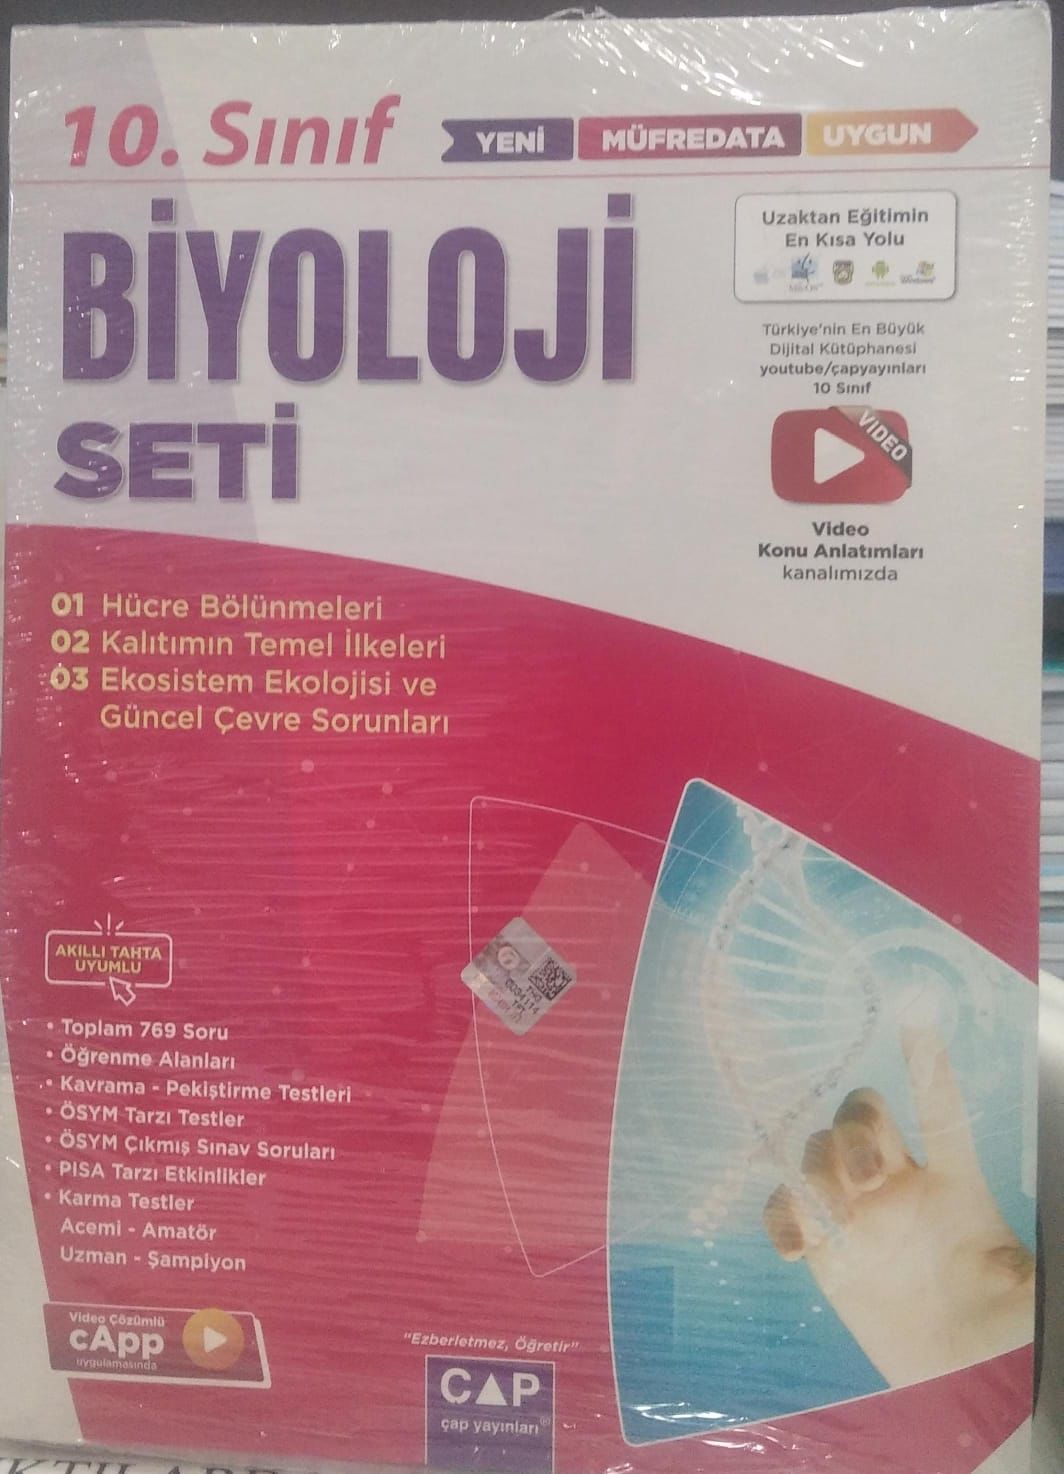 10. Sınıf
YENİ MÜFREDATA UYGUN
BİYOLOJİ
SETİ
Uzaktan Eğitimin
En Kısa Yolu
Türkiye'nin En Büyük
Dijital Kütüphanesi
youtube/çapyayınları
10 Sınıf
VIDEO
Video
Konu Anlatımları
kanalımızda
01 Hücre Bölünmeleri
02 Kalıtımın Temel İlkeleri
03 Ekosistem Ekolojisi ve
Güncel Çevre Sorunları
AKILLI TAHTA
UYUMLU
• Toplam 769 Soru
• Öğrenme Alanları
• Kavrama - Pekiştirme Testleri
• ÖSYM Tarzı Testler
• ÖSYM Çıkmış Sınav Soruları
• PISA Tarzı Etkinlikler
• Karma Testler
Acemi - Amatör
Uzman - Şampiyon
Video Çözümlü
cApp
uygulamasında
"Ezberletmez, Öğretir"
ÇAP
çap yayınları®